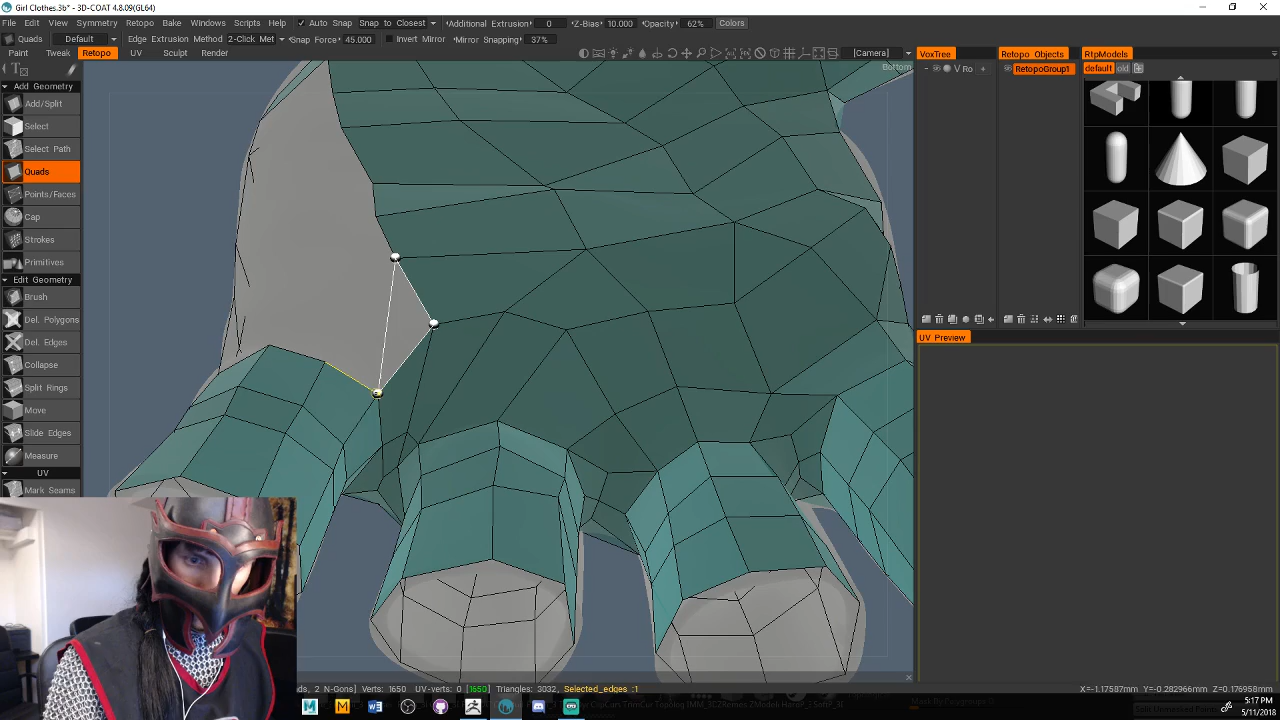 Girl Clothes.3b* - 3D-COAT 4.8.09(GL64)
File Edit View Symmetry Retopo Bake Windows Scripts Help Auto Snap Snap to Closest Additional Extrusion 0 Z-Bias 10.000 Opacity 62% Colors
Quads Default Edge Extrusion Method 2-Click Met Snap Force 45.000 Invert Mirror Mirror Snapping 37%
Paint Tweak Retopo UV Sculpt Render [Camera] VoxTree Retopo Objects RtpModels
Bottom V Ro + RetopoGroup1 default old
Add Geometry
Add/Split
Select
Select Path
Quads
Points/Faces
Cap
Strokes
Primitives
Edit Geometry
Brush
Del. Polygons
Del. Edges
Collapse
Split Rings
Move
Slide Edges
Measure
UV
Mark Seams
UV Preview
2 N-Gons] Verts: 1650 UV-verts: 0 [1650] Triangles: 3032, Selected_edges :1 X=-1.17587mm Y=-0.282966mm Z=0.176958mm
5:17 PM
5/11/2018